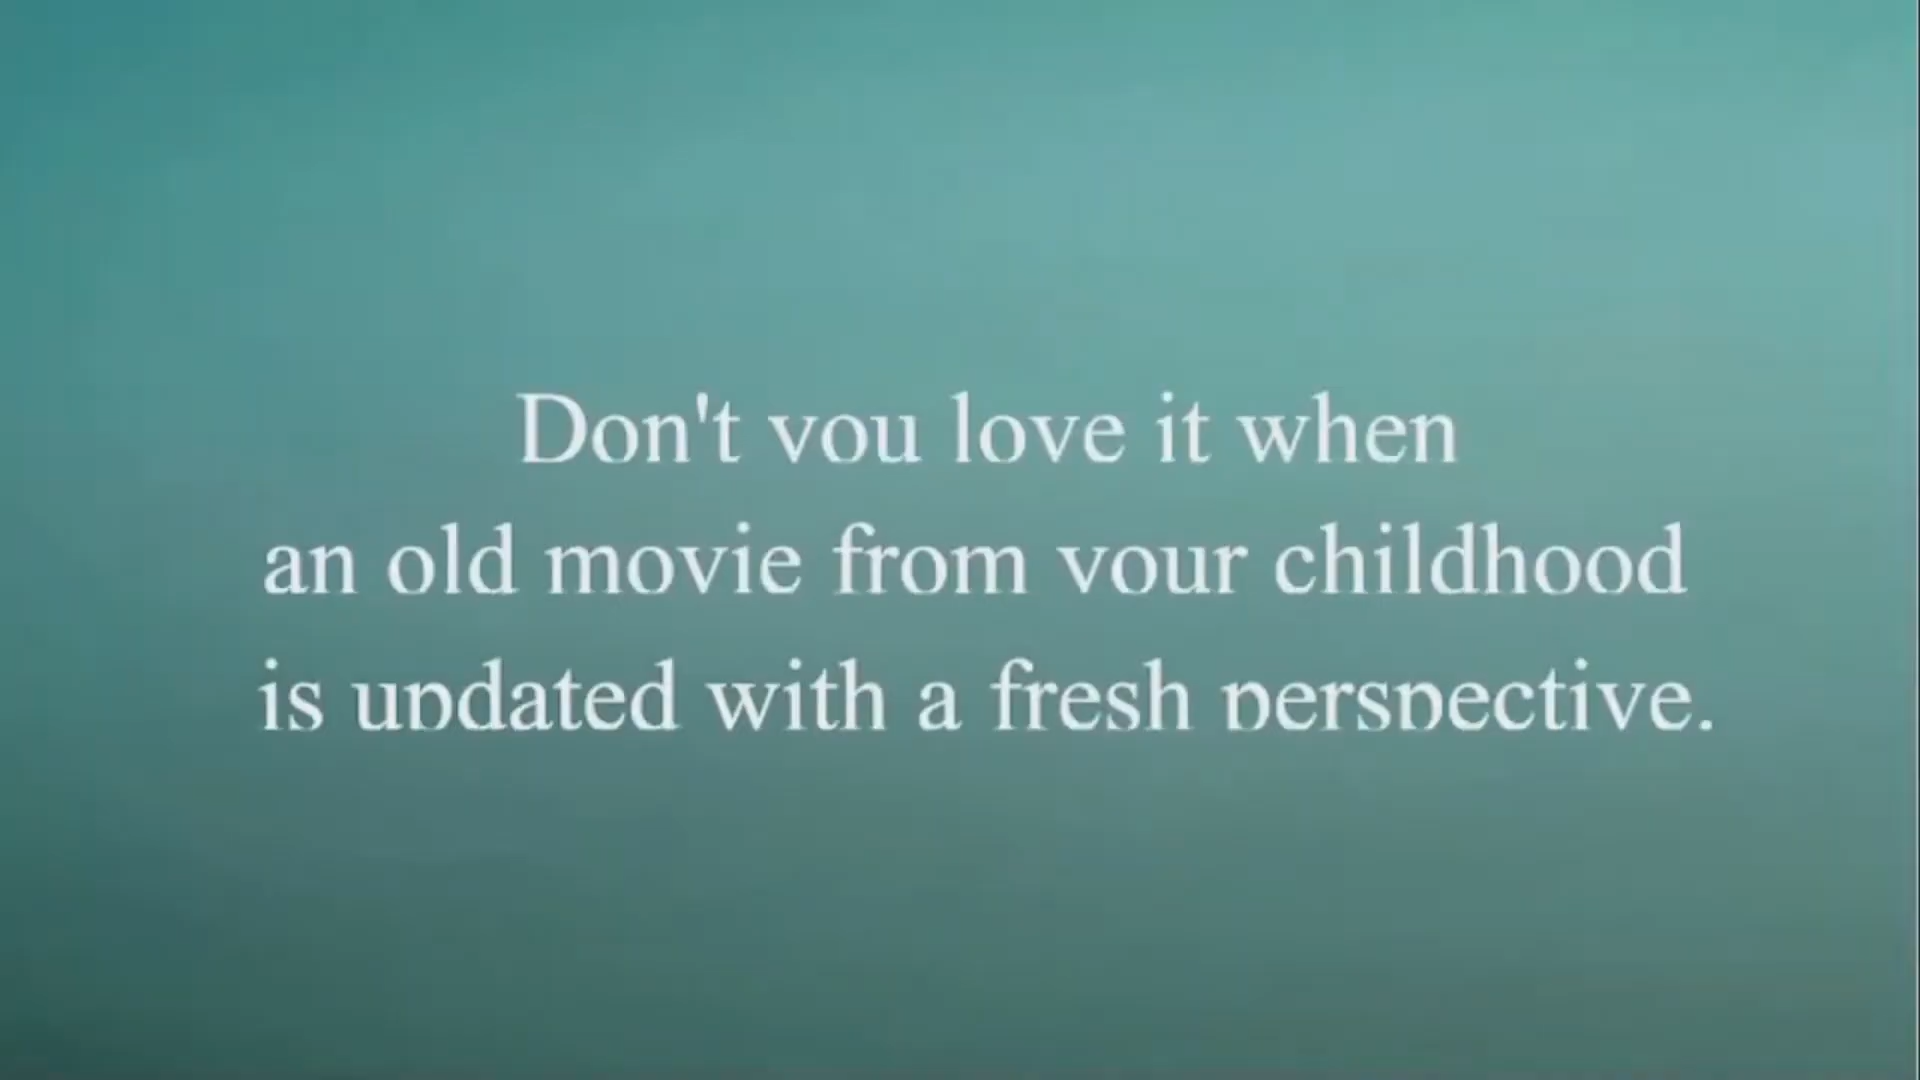 Don't you love it when
an old movie from your childhood
is updated with a fresh perspective.